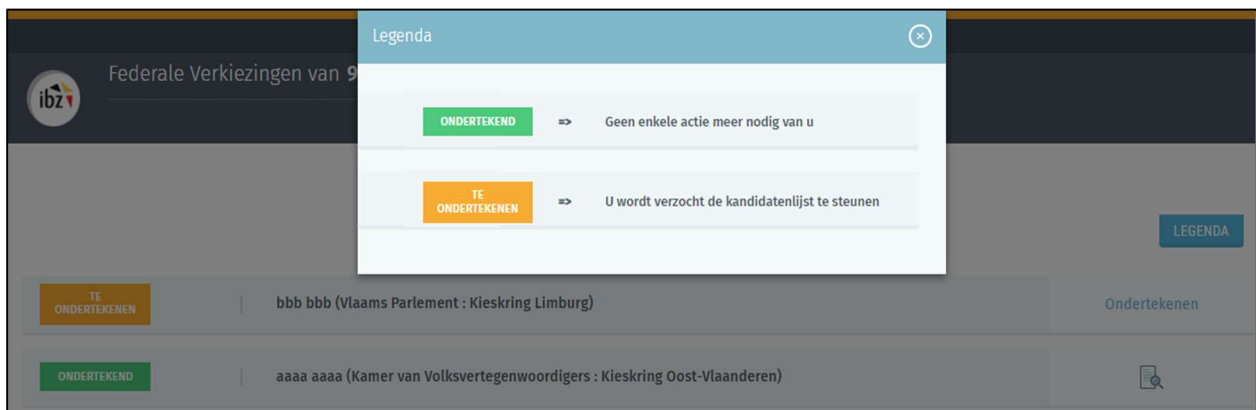 Legenda
Federale Verkiezingen van 9
ibz
ONDERTEKEND => Geen enkele actie meer nodig van u
TE
ONDERTEKENEN => U wordt verzocht de kandidatenlijst te steunen
LEGENDA
TE
ONDERTEKENEN | bbb bbb (Vlaams Parlement : Kieskring Limburg) Ondertekenen
ONDERTEKEND | aaaa aaaa (Kamer van Volksvertegenwoordigers : Kieskring Oost-Vlaanderen)